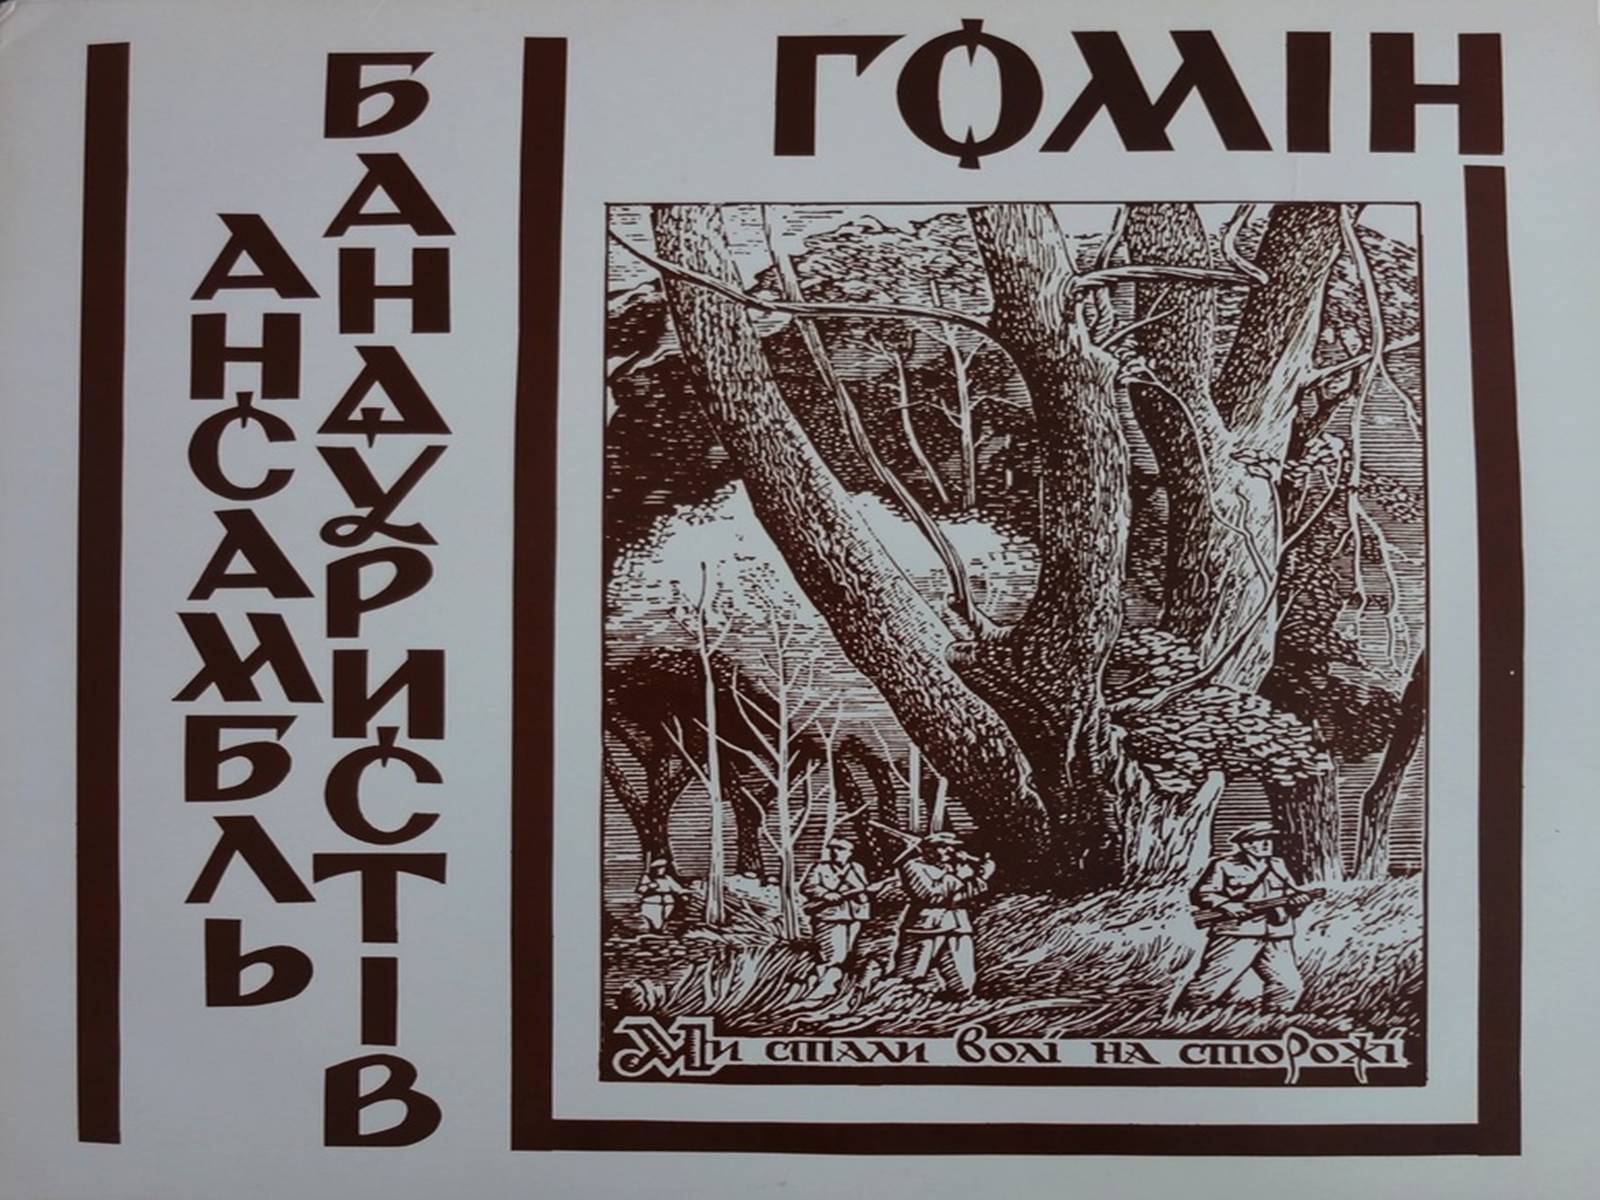 АНСАМБЛЬ
БАНДУРИСТІВ
ГОМІН
Ми стали волі на сторожі